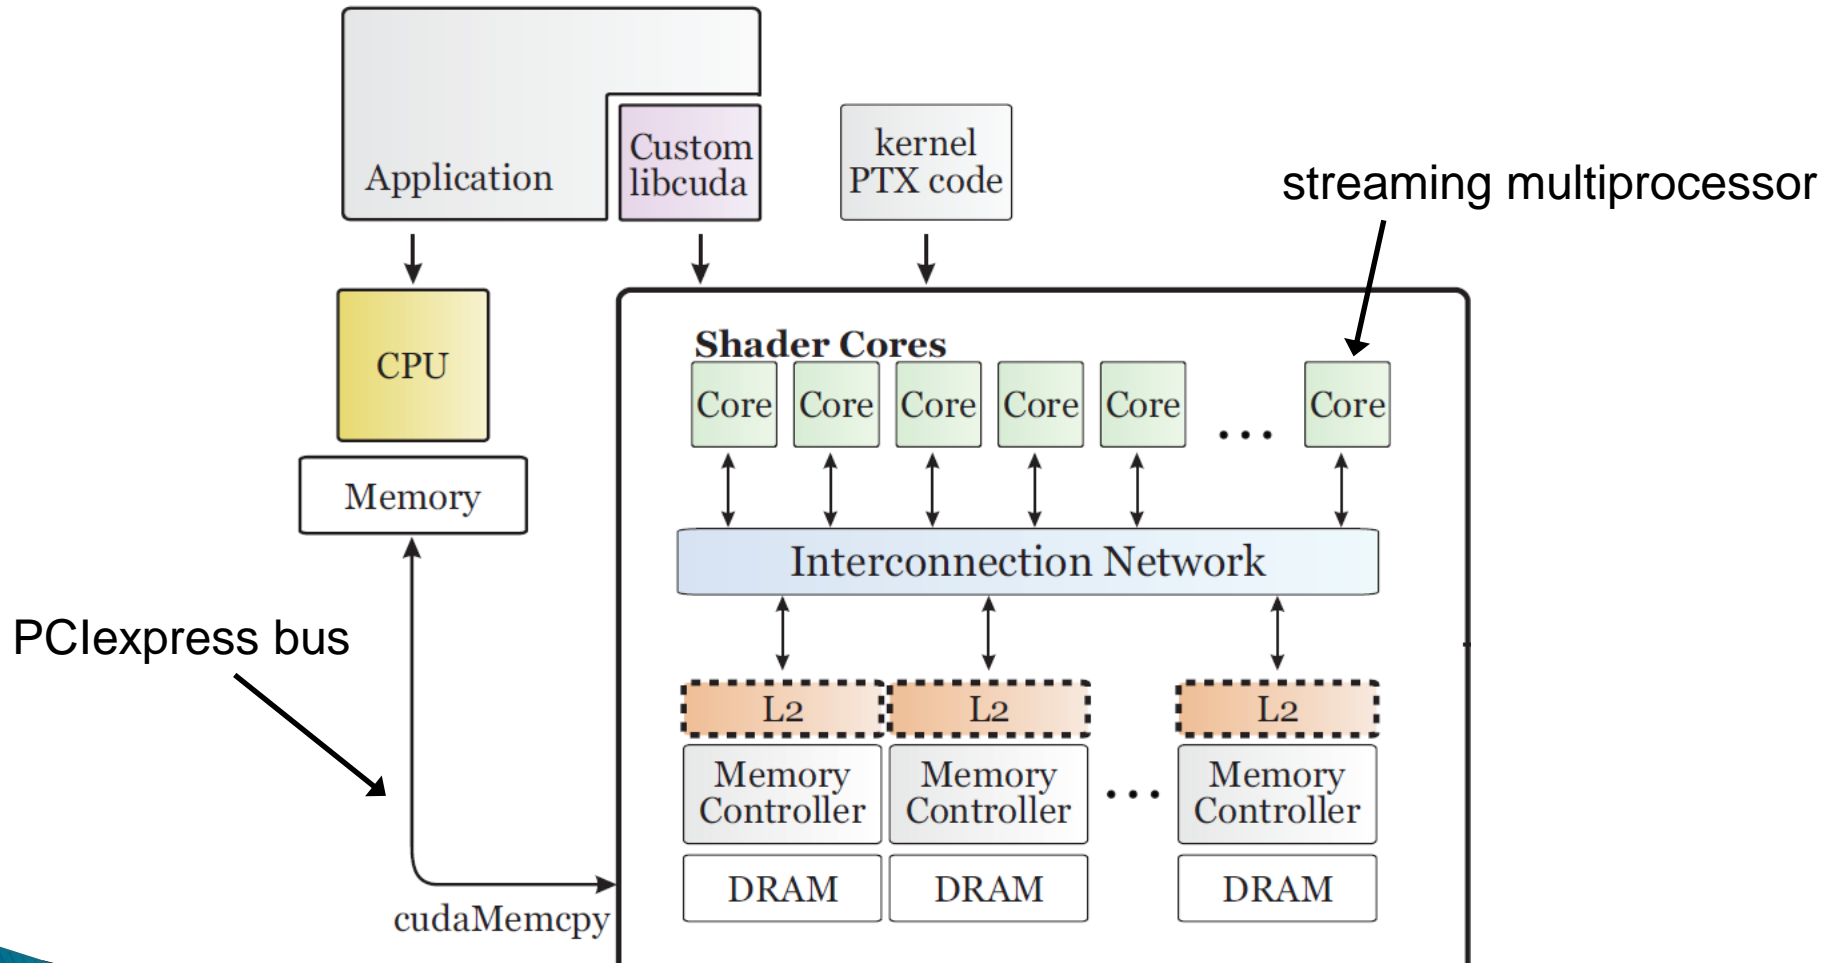 Application
Custom
libcuda
kernel
PTX code
streaming multiprocessor
CPU
Memory
PCIexpress bus
cudaMemcpy
Shader Cores
Core Core Core Core Core ... Core
Interconnection Network
L2 L2 L2
Memory Controller
Memory Controller
...
Memory Controller
DRAM DRAM DRAM